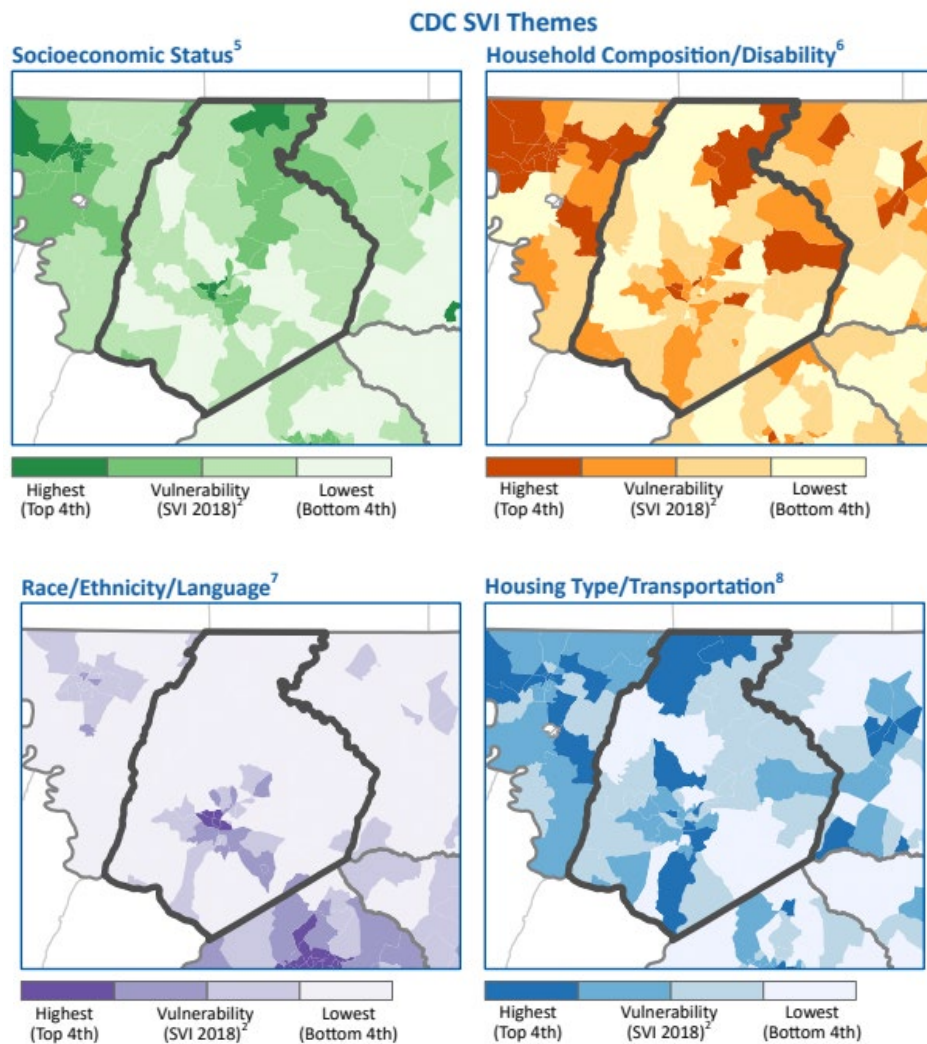 CDC SVI Themes
Socioeconomic Status5
Household Composition/Disability6
Highest
(Top 4th)
Vulnerability
(SVI 2018)2
Lowest
(Bottom 4th)
Highest
(Top 4th)
Vulnerability
(SVI 2018)2
Lowest
(Bottom 4th)
Race/Ethnicity/Language7
Housing Type/Transportation8
Highest
(Top 4th)
Vulnerability
(SVI 2018)2
Lowest
(Bottom 4th)
Highest
(Top 4th)
Vulnerability
(SVI 2018)2
Lowest
(Bottom 4th)